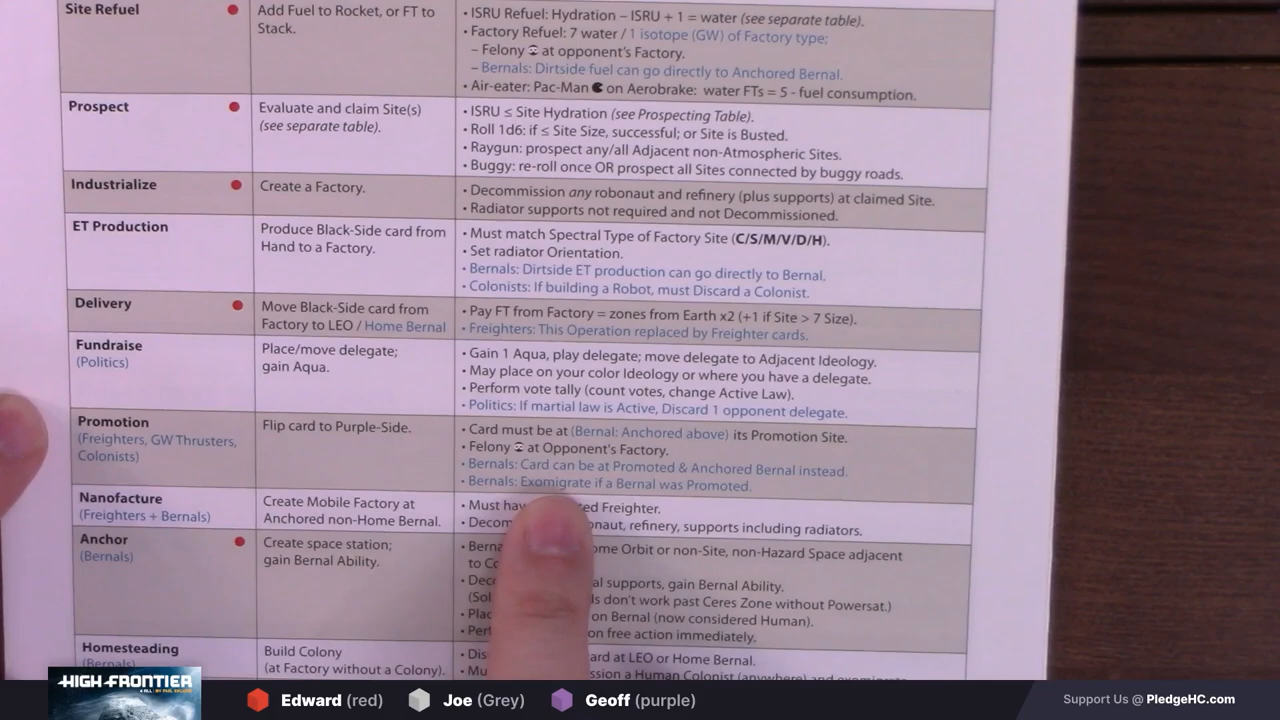 Site Refuel
Add Fuel to Rocket, or FT to
Stack.
• ISRU Refuel: Hydration – ISRU + 1 = water (see separate table).
• Factory Refuel: 7 water / 1 isotope (GW) of Factory type;
– Felony at opponent's Factory.
– Bernals: Dirtside fuel can go directly to Anchored Bernal.
• Air-eater: Pac-Man on Aerobrake: water FTs = 5 - fuel consumption.
Prospect
Evaluate and claim Site(s)
(see separate table).
• ISRU ≤ Site Hydration (see Prospecting Table).
• Roll 1d6: if ≤ Site Size, successful; or Site is Busted.
• Raygun: prospect any/all Adjacent non-Atmospheric Sites.
• Buggy: re-roll once OR prospect all Sites connected by buggy roads.
Industrialize
Create a Factory.
• Decommission any robonaut and refinery (plus supports) at claimed Site.
• Radiator supports not required and not Decommissioned.
ET Production
Produce Black-Side card from
Hand to a Factory.
• Must match Spectral Type of Factory Site (C/S/M/V/D/H).
• Set radiator Orientation.
• Bernals: Dirtside ET production can go directly to Bernal.
• Colonists: If building a Robot, must Discard a Colonist.
Delivery
Move Black-Side card from
Factory to LEO / Home Bernal
• Pay FT from Factory = zones from Earth x2 (+1 if Site > 7 Size).
• Freighters: This Operation replaced by Freighter cards.
Fundraise
(Politics)
Place/move delegate;
gain Aqua.
• Gain 1 Aqua, play delegate; move delegate to Adjacent Ideology.
• May place on your color Ideology or where you have a delegate.
• Perform vote tally (count votes, change Active Law).
• Politics: If martial law is Active, Discard 1 opponent delegate.
Promotion
(Freighters, GW Thrusters,
Colonists)
Flip card to Purple-Side.
• Card must be at (Bernal: Anchored above) its Promotion Site.
• Felony at Opponent's Factory.
• Bernals: Card can be at Promoted & Anchored Bernal instead.
• Bernals: Exomigrate if a Bernal was Promoted.
Nanofacture
(Freighters + Bernals)
Create Mobile Factory at
Anchored non-Home Bernal.
• Must ed Freighter.
• refinery, supports including radiators.
Anchor
(Bernals)
Create space station;
gain Bernal Ability.
• Orbit or non-Site, non-Hazard Space adjacent
to
• supports, gain Bernal Ability.
don't work past Ceres Zone without Powersat.)
• on Bernal (now considered Human).
• free action immediately.
Homesteading
(Bernals)
Build Colony
(at Factory without a Colony).
• at LEO or Home Bernal.
• a Human Colonist (anywhere) and
HIGH FRONTIER
4 ALL
Edward (red)
Joe (Grey)
Geoff (purple)
Support Us @ PledgeHC.com